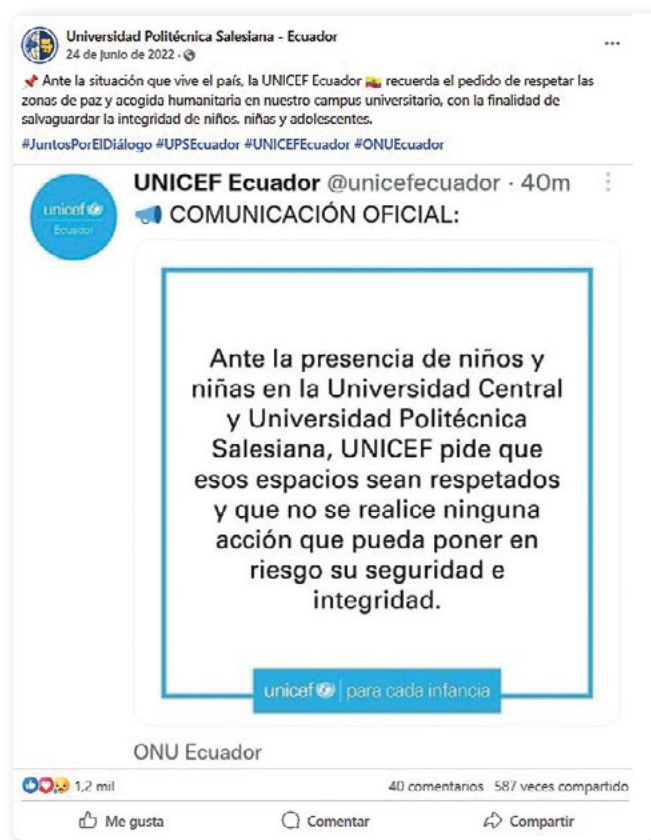 Universidad Politécnica Salesiana - Ecuador
24 de junio de 2022 ·
Ante la situación que vive el país, la UNICEF Ecuador recuerda el pedido de respetar las
zonas de paz y acogida humanitaria en nuestro campus universitario, con la finalidad de
salvaguardar la integridad de niños, niñas y adolescentes.
#JuntosPorElDiálogo #UPSEcuador #UNICEFEcuador #ONUEcuador
unicef
Ecuador
UNICEF Ecuador @unicefecuador · 40m
COMUNICACIÓN OFICIAL:
Ante la presencia de niños y
niñas en la Universidad Central
y Universidad Politécnica
Salesiana, UNICEF pide que
esos espacios sean respetados
y que no se realice ninguna
acción que pueda poner en
riesgo su seguridad e
integridad.
unicef | para cada infancia
ONU Ecuador
1,2 mil 40 comentarios 587 veces compartido
Me gusta Comentar Compartir